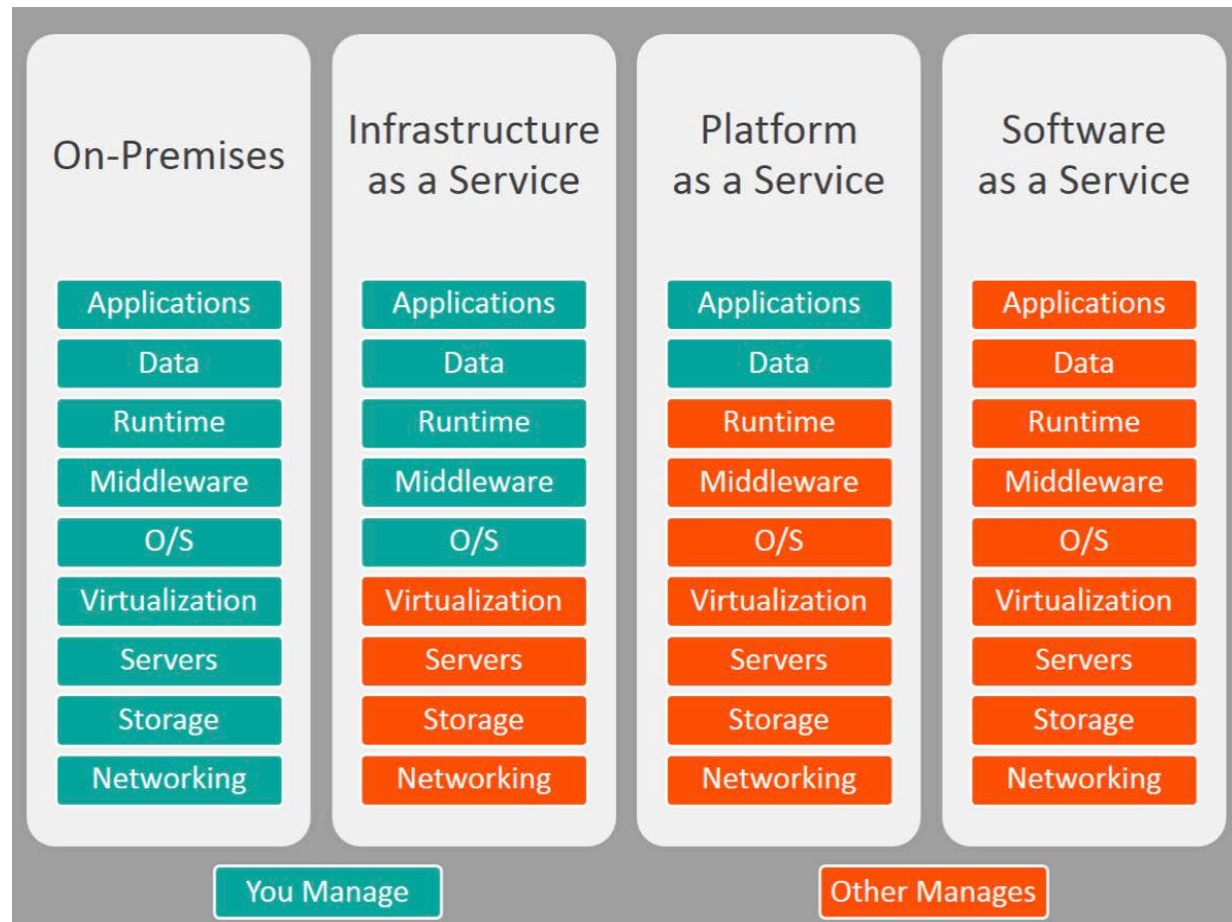 On-Premises
Applications
Data
Runtime
Middleware
O/S
Virtualization
Servers
Storage
Networking
Infrastructure
as a Service
Applications
Data
Runtime
Middleware
O/S
Virtualization
Servers
Storage
Networking
Platform
as a Service
Applications
Data
Runtime
Middleware
O/S
Virtualization
Servers
Storage
Networking
Software
as a Service
Applications
Data
Runtime
Middleware
O/S
Virtualization
Servers
Storage
Networking
You Manage
Other Manages